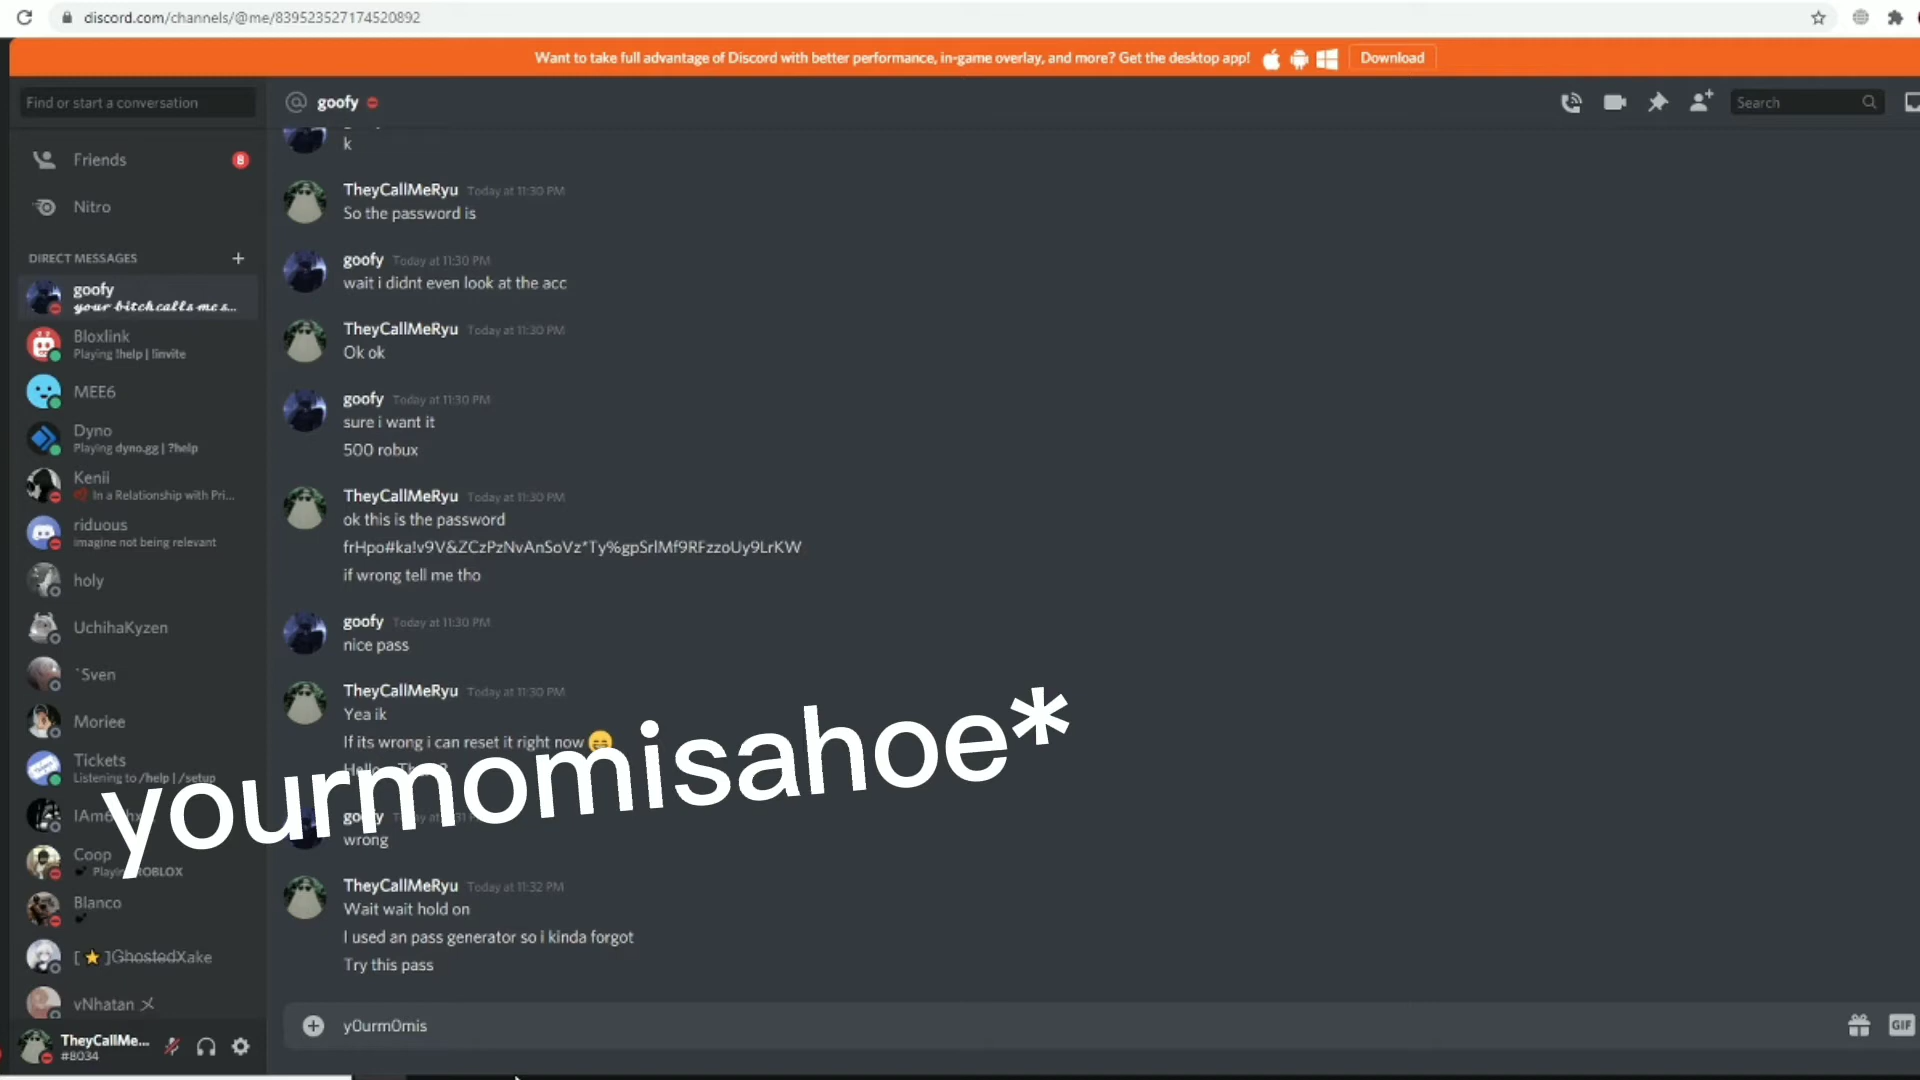 discord.com/channels/@me/839523527174520892
Want to take full advantage of Discord with better performance, in-game overlay, and more? Get the desktop app!
Download
Find or start a conversation
@ goofy
Search
Friends
8
Nitro
DIRECT MESSAGES +
goofy
your bitch calls me s...
Bloxlink
Playing !help | !invite
MEE6
Dyno
Playing dyno.gg | ?help
Kenii
In a Relationship with Pri...
riduous
imagine not being relevant
holy
UchihaKyzen
`Sven
Morlee
Tickets
Listening to /help | /setup
Coop
Blanco
[ ⭐ ]GhostedXake
vNhatan メ
TheyCallMe...
#8034
k
TheyCallMeRyu Today at 11:30 PM
So the password is
goofy Today at 11:30 PM
wait i didnt even look at the acc
TheyCallMeRyu Today at 11:30 PM
Ok ok
goofy Today at 11:30 PM
sure i want it
500 robux
TheyCallMeRyu Today at 11:30 PM
ok this is the password
frHpo#ka!v9V&ZCzPzNvAnSoVz*Ty%gpSrlMf9RFzzoUy9LrKW
if wrong tell me tho
goofy Today at 11:30 PM
nice pass
TheyCallMeRyu Today at 11:30 PM
Yea ik
If its wrong i can reset it right now 😄
yourmomisahoe*
goofy
wrong
TheyCallMeRyu Today at 11:32 PM
Wait wait hold on
I used an pass generator so i kinda forgot
Try this pass
y0urm0mis
GIF